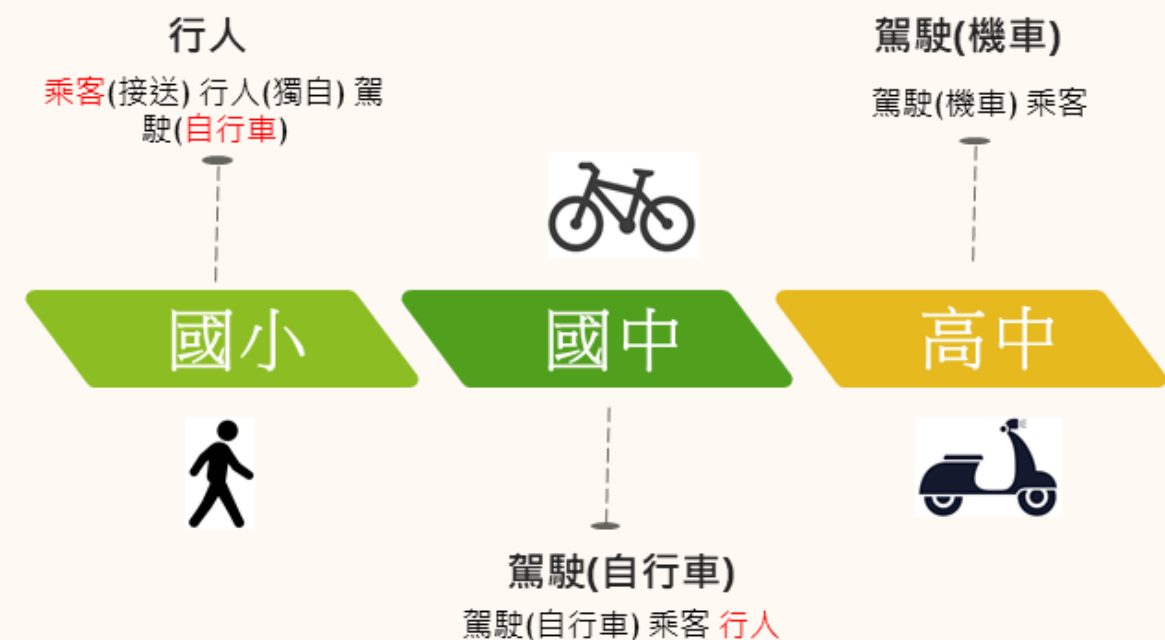 行人
乘客(接送) 行人(獨自) 駕
駛(自行車)
駕駛(機車)
駕駛(機車) 乘客
國小
國中
高中
駕駛(自行車)
駕駛(自行車) 乘客 行人